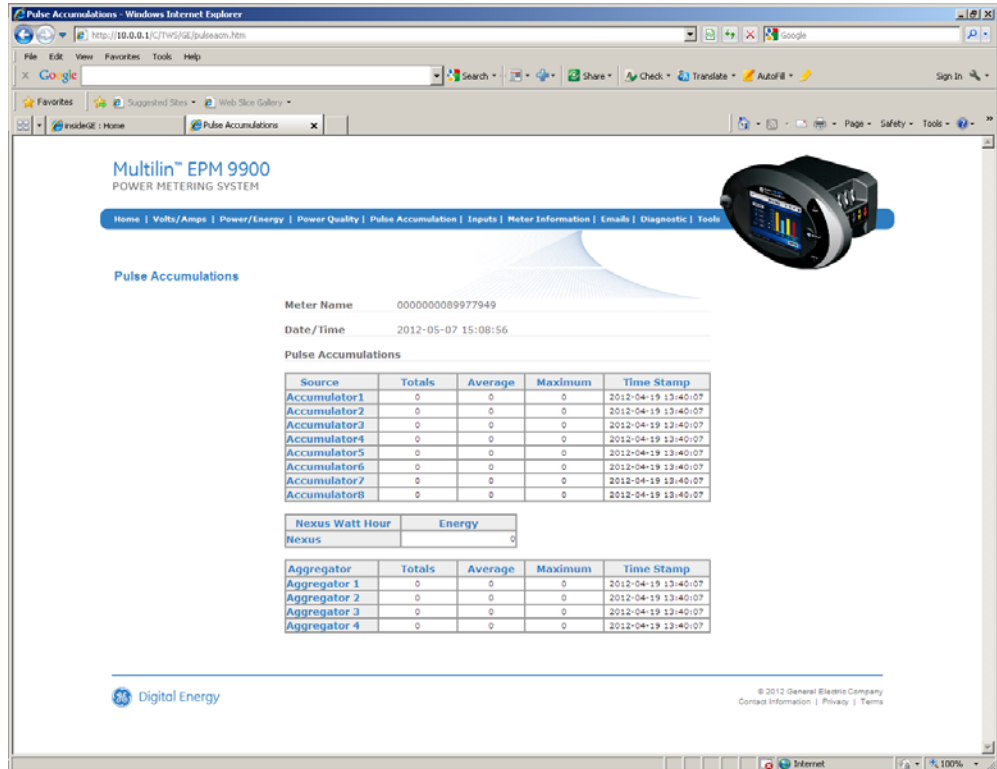 Pulse Accumulations - Windows Internet Explorer
http://10.0.0.1/C/TWS/GE/pulseacm.htm
Google
File Edit View Favorites Tools Help
Google Search Share Check Translate AutoFill Sign In
Favorites Suggested Sites Web Slice Gallery
insideGE : Home Pulse Accumulations Page Safety Tools
Multilin™ EPM 9900
POWER METERING SYSTEM
Home | Volts/Amps | Power/Energy | Power Quality | Pulse Accumulation | Inputs | Meter Information | Emails | Diagnostic | Tools
Pulse Accumulations
Meter Name 0000000089977949
Date/Time 2012-05-07 15:08:56
Pulse Accumulations
Source Totals Average Maximum Time Stamp
Accumulator1 0 0 0 2012-04-19 13:40:07
Accumulator2 0 0 0 2012-04-19 13:40:07
Accumulator3 0 0 0 2012-04-19 13:40:07
Accumulator4 0 0 0 2012-04-19 13:40:07
Accumulator5 0 0 0 2012-04-19 13:40:07
Accumulator6 0 0 0 2012-04-19 13:40:07
Accumulator7 0 0 0 2012-04-19 13:40:07
Accumulator8 0 0 0 2012-04-19 13:40:07
Nexus Watt Hour Energy
Nexus 0
Aggregator Totals Average Maximum Time Stamp
Aggregator 1 0 0 0 2012-04-19 13:40:07
Aggregator 2 0 0 0 2012-04-19 13:40:07
Aggregator 3 0 0 0 2012-04-19 13:40:07
Aggregator 4 0 0 0 2012-04-19 13:40:07
GE Digital Energy
© 2012 General Electric Company
Contact Information | Privacy | Terms
Internet 100%